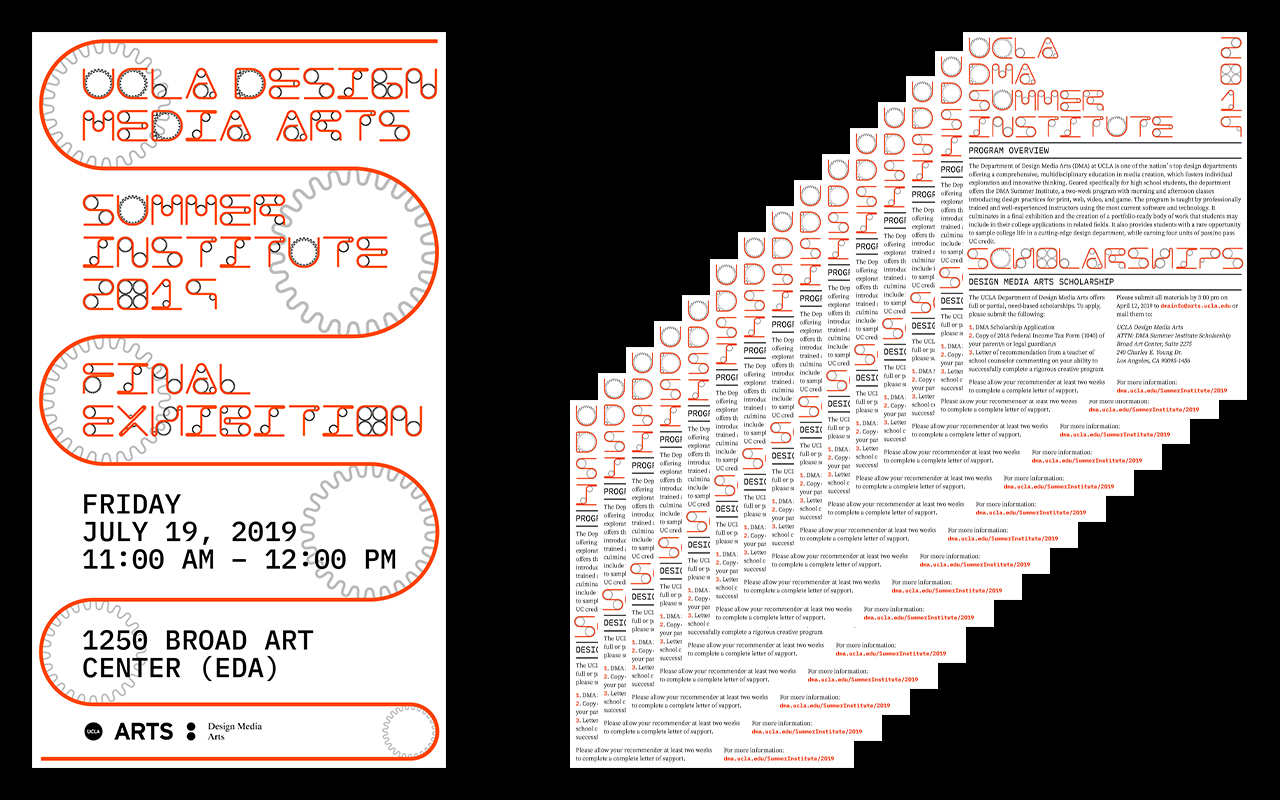 UCLA DESIGN
MEDIA ARTS
SUMMER
INSTITUTE
2019
FINAL
EXHIBITION
FRIDAY
JULY 19, 2019
11:00 AM – 12:00 PM
1250 BROAD ART
CENTER (EDA)
UCLA ARTS
Design Media
Arts
UCLA 2
DMA 0
SUMMER 1
INSTITUTE 9
PROGRAM OVERVIEW
The Department of Design Media Arts (DMA) at UCLA is one of the nation's top design departments
offering a comprehensive, multidisciplinary education in media creation, which fosters individual
exploration and innovative thinking. Geared specifically for high school students, the department
offers the DMA Summer Institute, a two-week program with morning and afternoon classes
introducing design practices for print, web, video, and game. The program is taught by professionally
trained and well-experienced instructors using the most current software and technology. It
culminates in a final exhibition and the creation of a portfolio-ready body of work that students may
include in their college applications in related fields. It also provides students with a rare opportunity
to sample college life in a cutting-edge design department, while earning four units of passing pass
UC credit.
SCHOLARSHIPS
DESIGN MEDIA ARTS SCHOLARSHIP
The UCLA Department of Design Media Arts offers
full or partial, need-based scholarships. To apply,
please submit the following:
1. DMA Scholarship Application
2. Copy of 2018 Federal Income Tax Form (1040) of
your parent/s or legal guardian/s
3. Letter of recommendation from a teacher of
school counselor commenting on your ability to
successfully complete a rigorous creative program
Please allow your recommender at least two weeks
to complete a complete letter of support.
Please submit all materials by 3:00 pm on
April 12, 2019 to dmainfo@arts.ucla.edu or
mail them to:
UCLA Design Media Arts
ATTN: DMA Summer Institute Scholarship
Broad Art Center, Suite 2275
240 Charles E. Young Dr.
Los Angeles, CA 90095-1456
For more information:
dma.ucla.edu/SummerInstitute/2019